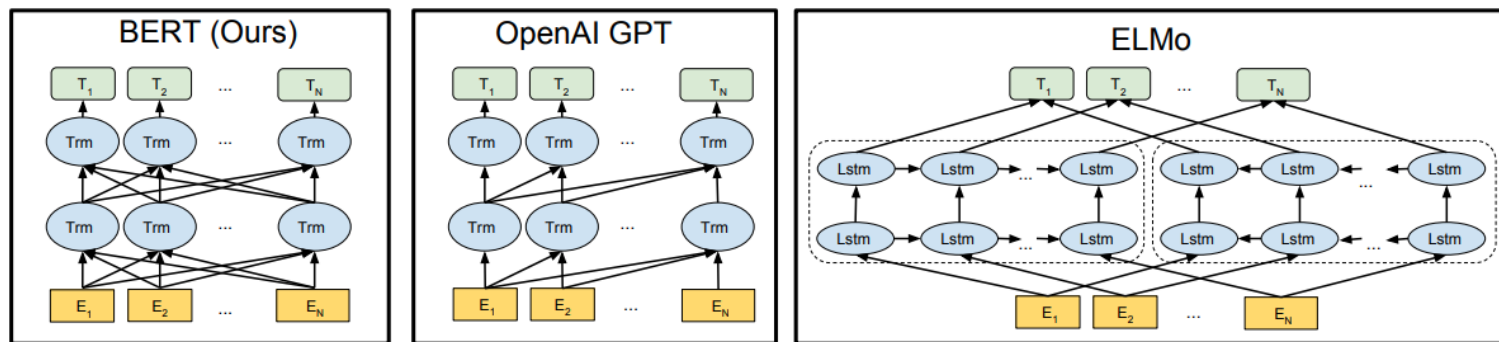 BERT (Ours)
T1 T2 ... TN
Trm Trm ... Trm
Trm Trm ... Trm
E1 E2 ... EN
OpenAI GPT
T1 T2 ... TN
Trm Trm ... Trm
Trm Trm ... Trm
E1 E2 ... EN
ELMo
T1 T2 ... TN
Lstm Lstm ... Lstm Lstm Lstm ... Lstm
Lstm Lstm ... Lstm Lstm Lstm ... Lstm
E1 E2 ... EN